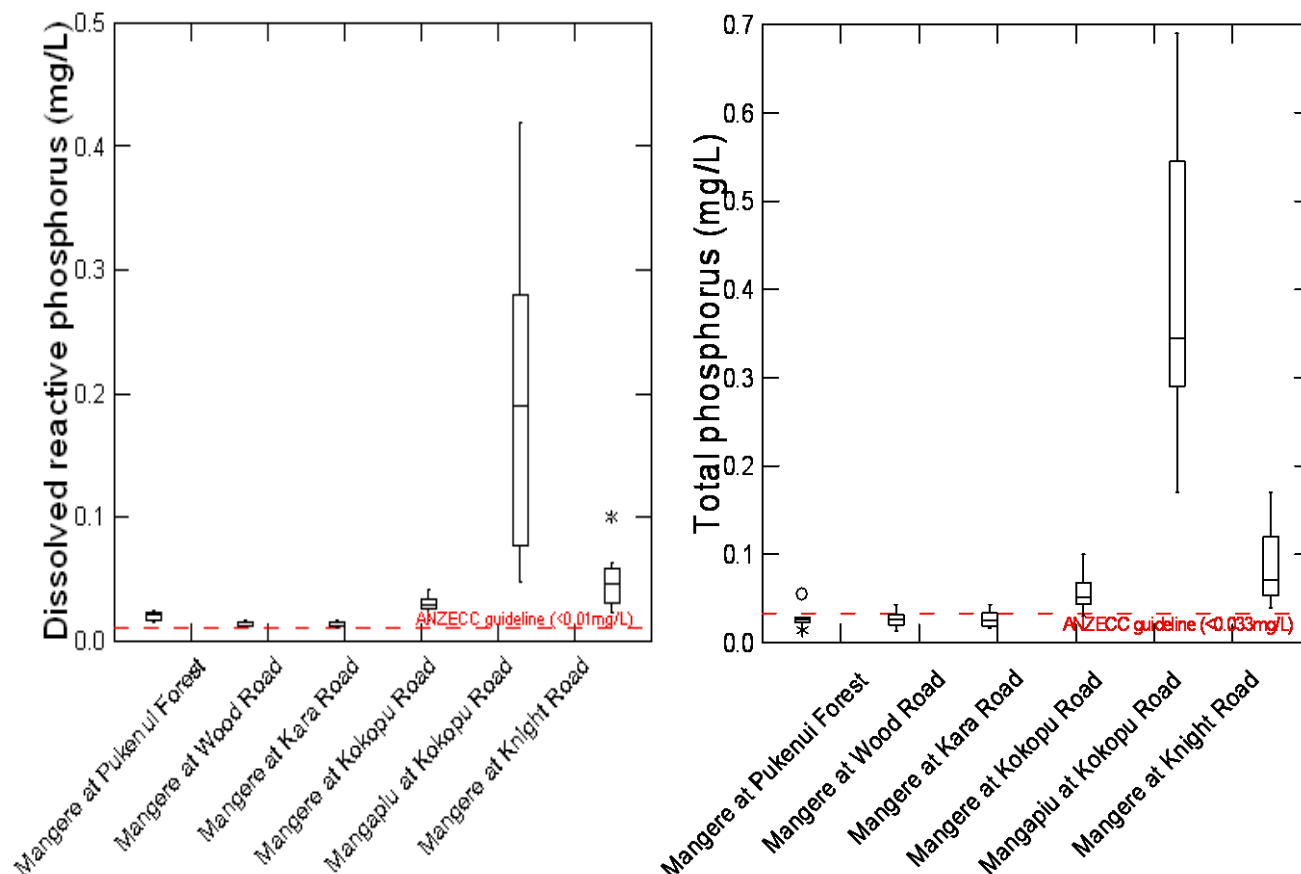 Dissolved reactive phosphorus (mg/L)
0.5
0.4
0.3
0.2
0.1
0.0
ANZECC guideline (<0.01mg/L)
Mangere at Pukenui Forest
Mangere at Wood Road
Mangere at Kara Road
Mangere at Kokopu Road
Mangapiu at Kokopu Road
Mangere at Knight Road
Total phosphorus (mg/L)
0.7
0.6
0.5
0.4
0.3
0.2
0.1
0.0
ANZECC guideline (<0.033mg/L)
Mangere at Pukenui Forest
Mangere at Wood Road
Mangere at Kara Road
Mangere at Kokopu Road
Mangapiu at Kokopu Road
Mangere at Knight Road